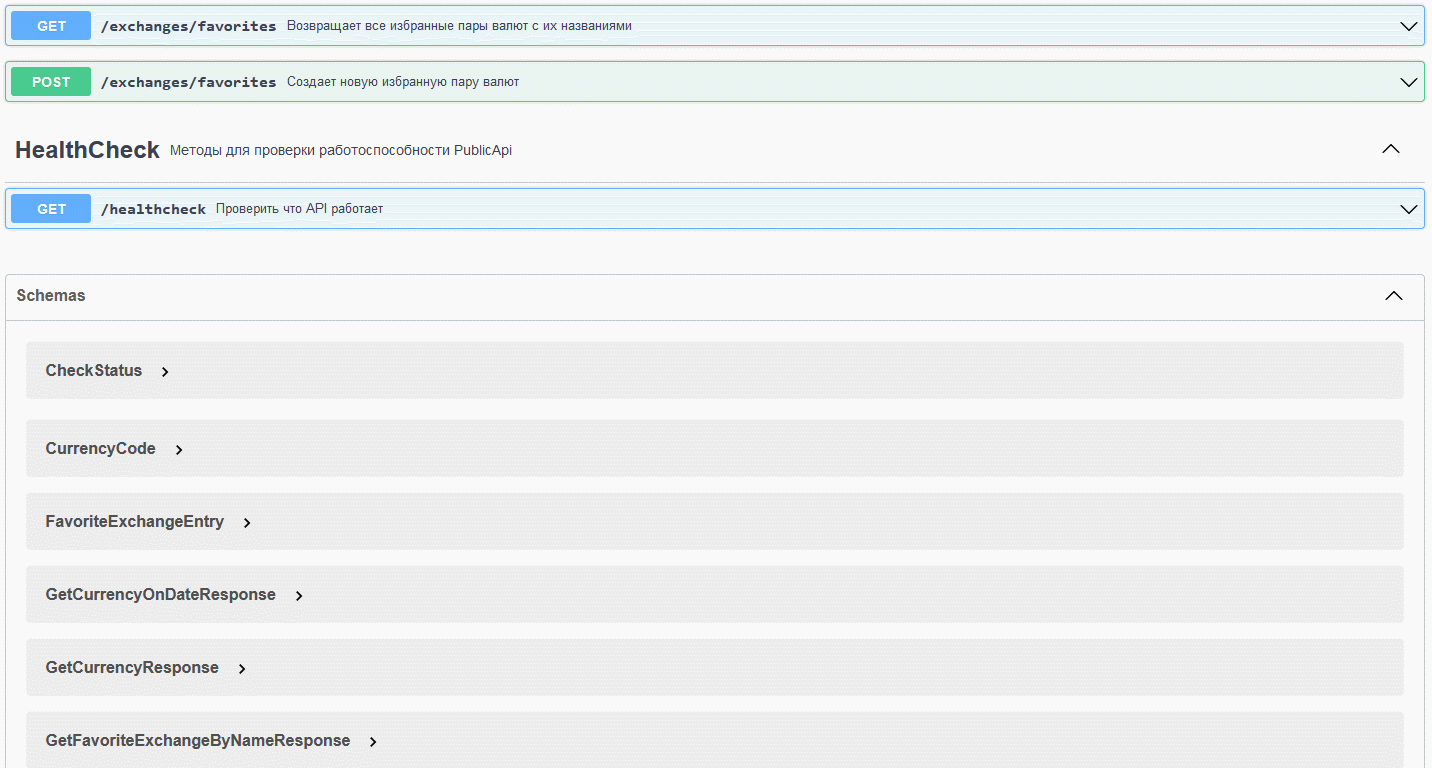 GET /exchanges/favorites Возвращает все избранные пары валют с их названиями
POST /exchanges/favorites Создает новую избранную пару валют
HealthCheck Методы для проверки работоспособности PublicApi
GET /healthcheck Проверить что API работает
Schemas
CheckStatus
CurrencyCode
FavoriteExchangeEntry
GetCurrencyOnDateResponse
GetCurrencyResponse
GetFavoriteExchangeByNameResponse